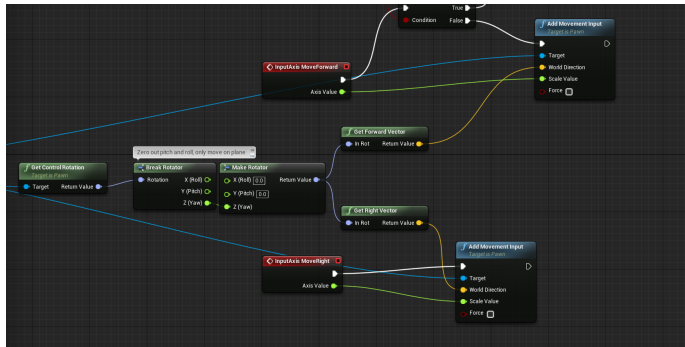 True
Condition
False
Add Movement Input
Target is Pawn
Target
World Direction
Scale Value
Force
InputAxis MoveForward
Axis Value
Zero out pitch and roll, only move on plane
Get Forward Vector
In Rot
Return Value
Get Control Rotation
Target is Pawn
Target
Return Value
Break Rotator
Rotation
X (Roll)
Y (Pitch)
Z (Yaw)
Make Rotator
X (Roll) 0.0
Return Value
Y (Pitch) 0.0
Z (Yaw)
Get Right Vector
In Rot
Return Value
InputAxis MoveRight
Axis Value
Add Movement Input
Target is Pawn
Target
World Direction
Scale Value
Force